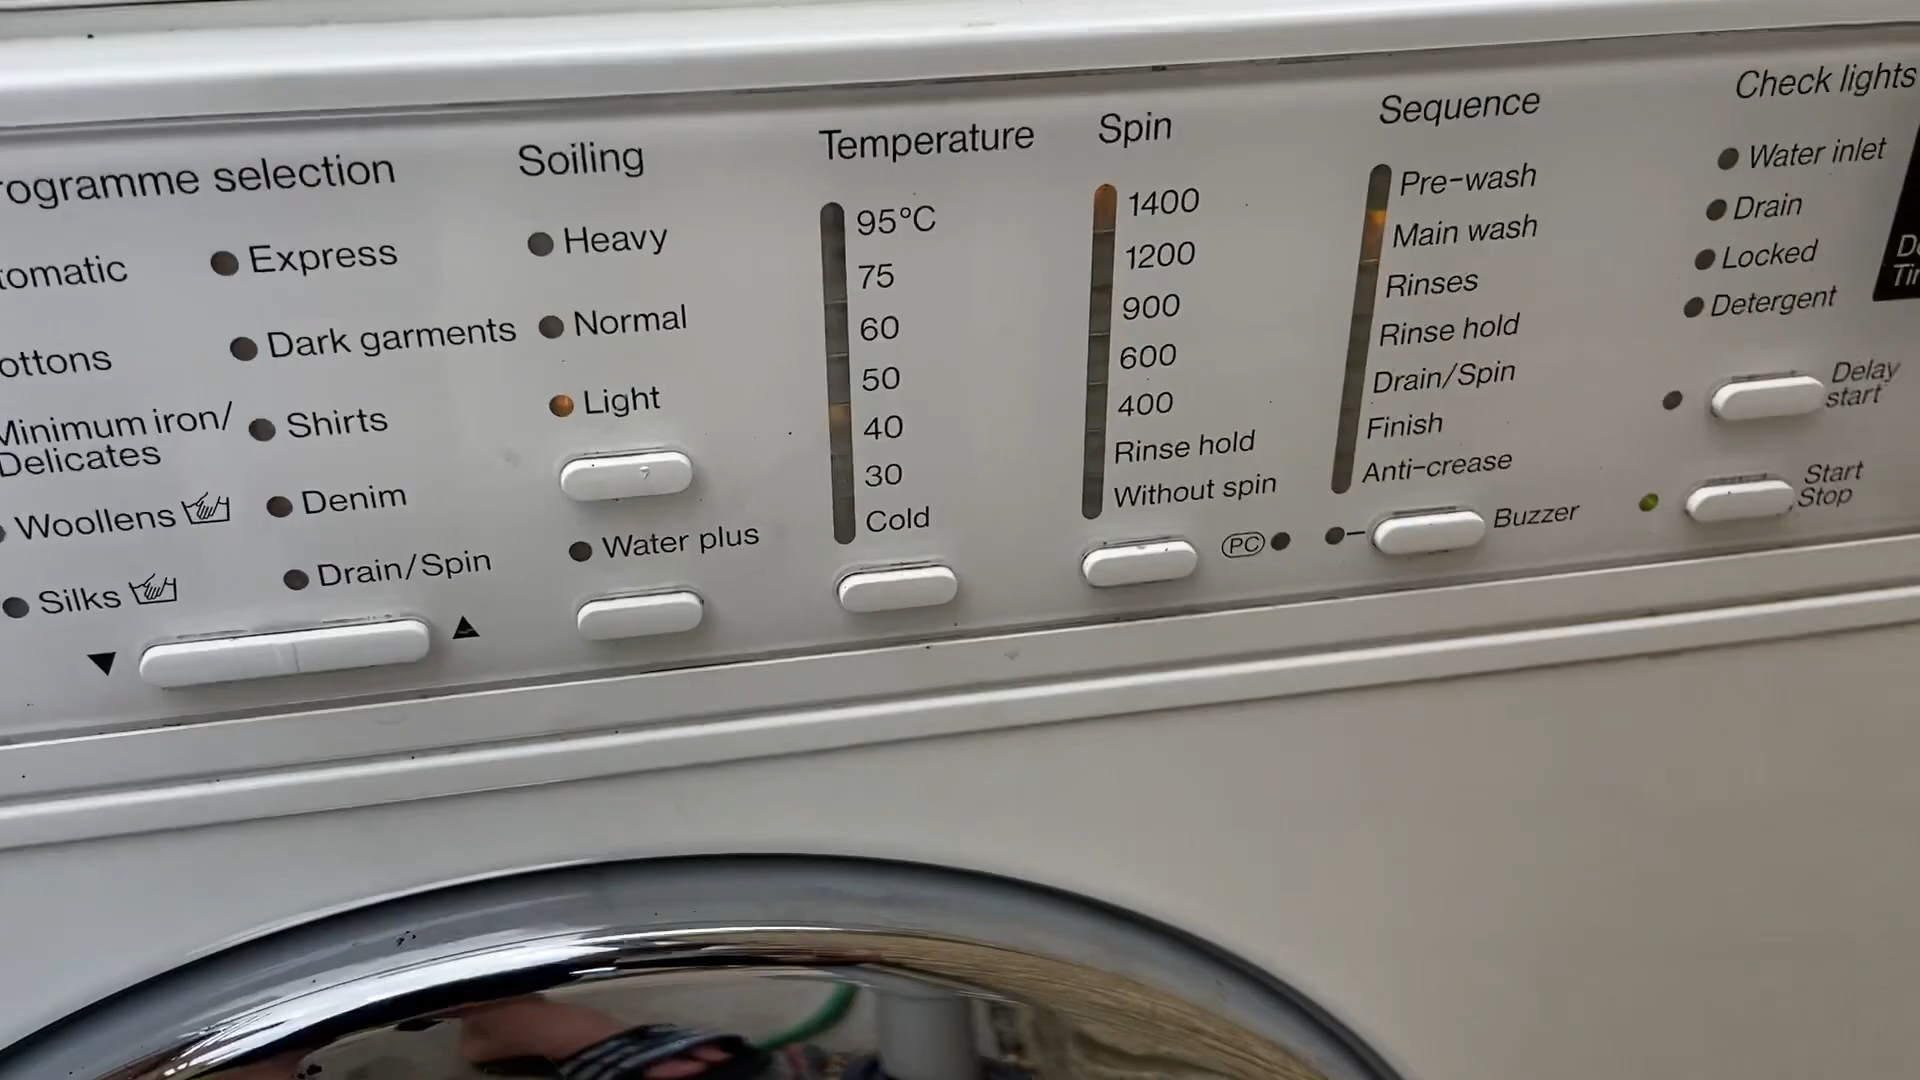 rogramme selection
tomatic
ottons
Minimum iron/
Delicates
Woollens
Silks
Express
Dark garments
Shirts
Denim
Drain/Spin
Soiling
Heavy
Normal
Light
Water plus
Temperature
95°C
75
60
50
40
30
Cold
Spin
1400
1200
900
600
400
Rinse hold
Without spin
PC
Sequence
Pre-wash
Main wash
Rinses
Rinse hold
Drain/Spin
Finish
Anti-crease
Buzzer
Check lights
Water inlet
Drain
Locked
Detergent
Delay
start
Start
Stop